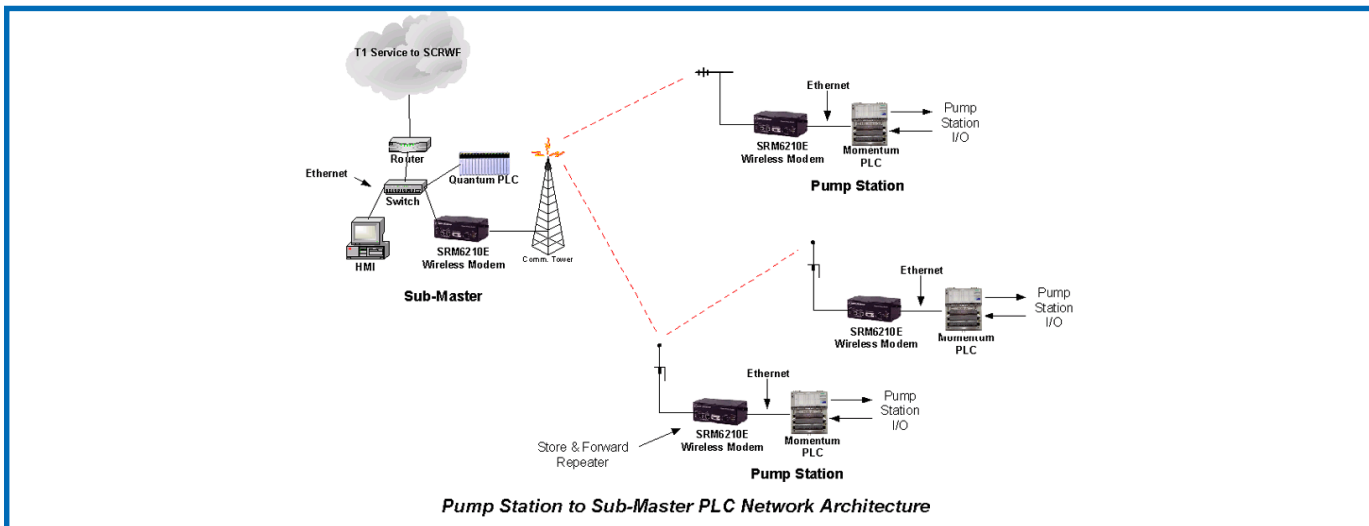 T1 Service to SCRWF
Router
Ethernet
Quantum PLC
Switch
HMI
SRM6210E
Wireless Modem
Comm. Tower
Sub-Master
Ethernet
SRM6210E
Wireless Modem
Momentum
PLC
Pump
Station
I/O
Pump Station
Ethernet
SRM6210E
Wireless Modem
Momentum
PLC
Pump
Station
I/O
Ethernet
SRM6210E
Wireless Modem
Momentum
PLC
Pump
Station
I/O
Store & Forward
Repeater
Pump Station
Pump Station to Sub-Master PLC Network Architecture